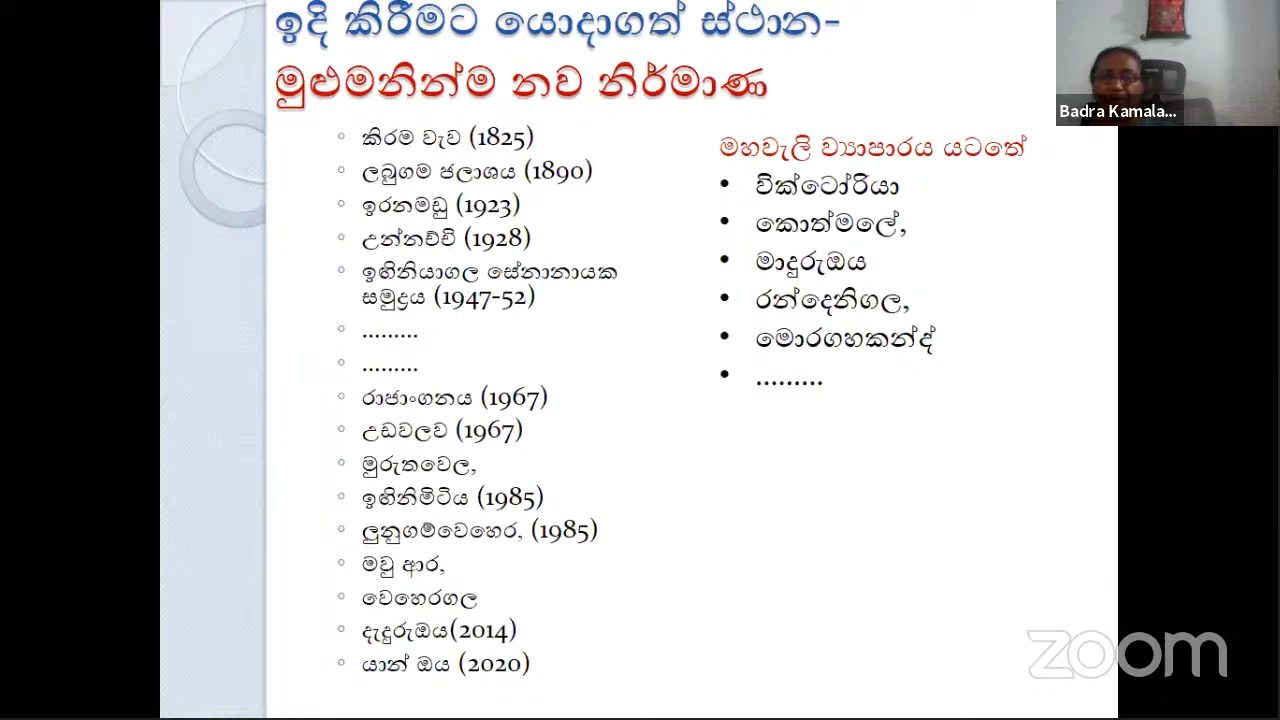 ඉදි කිරීමට යොදාගත් ස්ථාන-
මුළුමනින්ම නව නිර්මාණ
Badra Kamala...
කිරම වැව (1825)
ලබුගම ජලාශය (1890)
ඉරනමඩු (1923)
උන්නච්චි (1928)
ඉඟිනියාගල සේනානායක
සමුද්‍රය (1947-52)
.........
.........
රාජාංගනය (1967)
උඩවලව (1967)
මුරුතවෙල,
ඉඟිනිමිටිය (1985)
ලුනුගම්වෙහෙර, (1985)
මවු ආර,
වෙහෙරගල
දැදුරුඔය(2014)
යාන් ඔය (2020)
මහවැලි ව්‍යාපාරය යටතේ
වික්ටෝරියා
කොත්මලේ,
මාදුරුඔය
රන්දෙනිගල,
මොරගහකන්ද්
.........
zoom